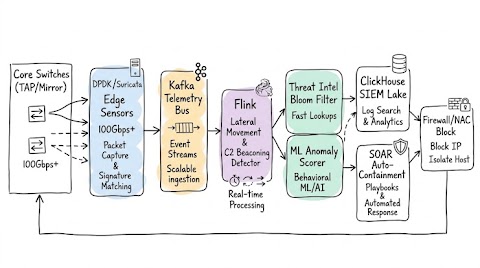 Core Switches
(TAP/Mirror)
100Gbps+
DPDK/Suricata
Edge
Sensors
100Gbps+
Packet
Capture
&
Signature
Matching
Kafka
Telemetry
Bus
Event
Streams
Scalable
ingestion
Flink
Lateral
Movement
&
C2 Beaconing
Detector
Real-time
Processing
Threat Intel
Bloom Filter
Fast Lookups
ML Anomaly
Scorer
Behavioral
ML/AI
ClickHouse
SIEM Lake
Log Search
& Analytics
SOAR
Auto-
Containment
Playbooks
& Automated
Response
Firewall/NAC
Block
Block IP
Isolate Host